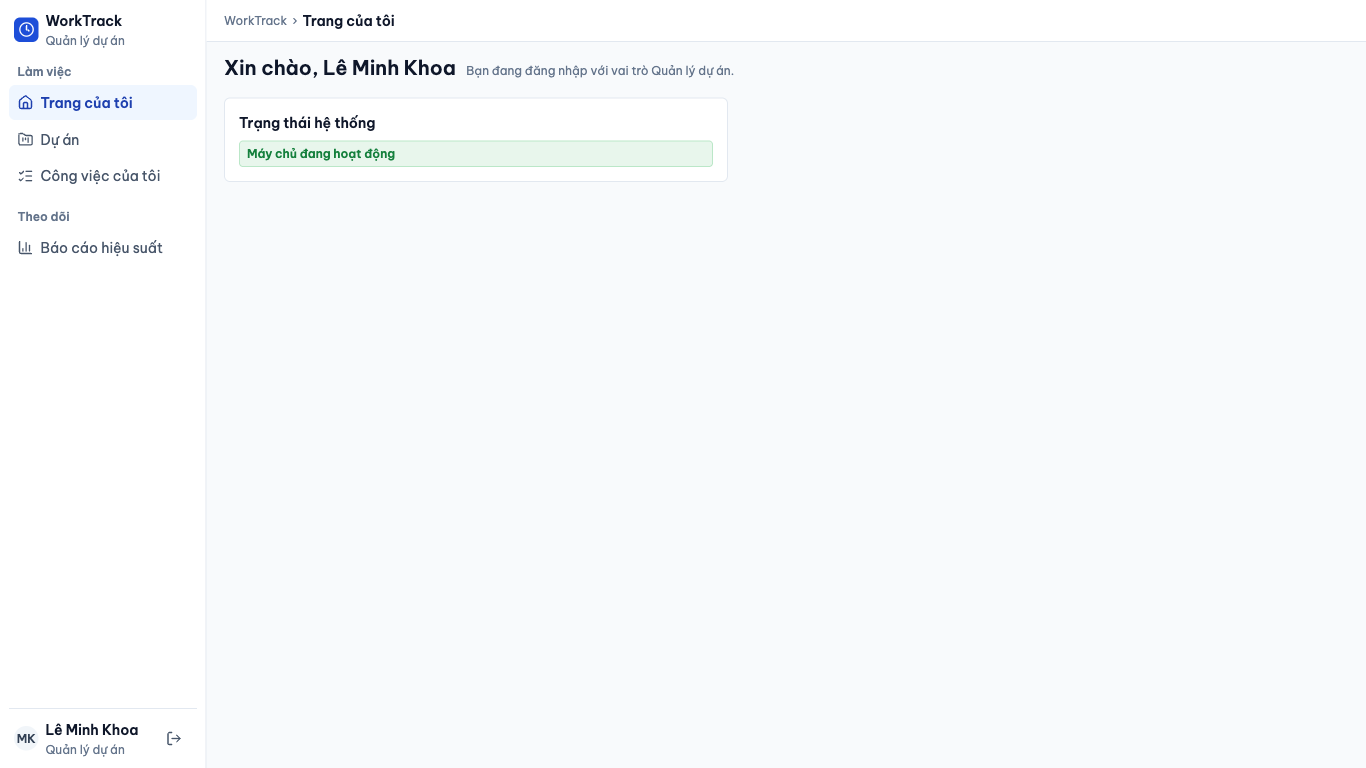 WorkTrack
Quản lý dự án
Làm việc
Trang của tôi
Dự án
Công việc của tôi
Theo dõi
Báo cáo hiệu suất
MK
Lê Minh Khoa
Quản lý dự án
WorkTrack › Trang của tôi
Xin chào, Lê Minh Khoa Bạn đang đăng nhập với vai trò Quản lý dự án.
Trạng thái hệ thống
Máy chủ đang hoạt động